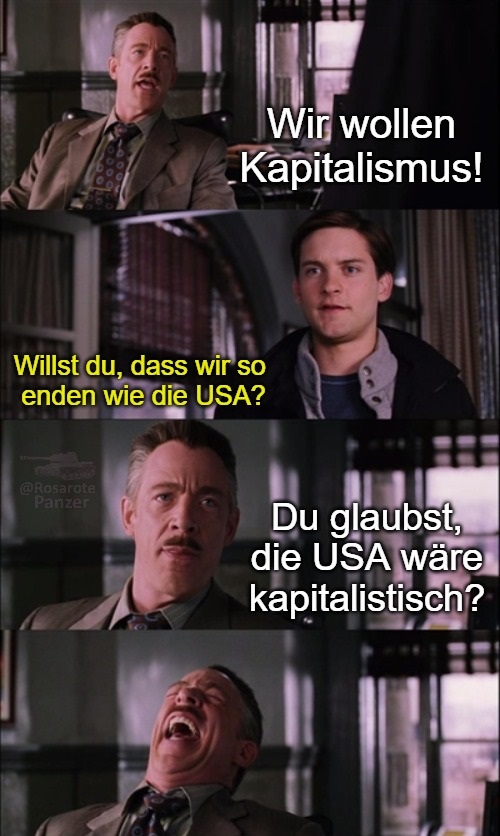 Wir wollen
Kapitalismus!
Willst du, dass wir so
enden wie die USA?
@Rosarote
Panzer
Du glaubst,
die USA wäre
kapitalistisch?